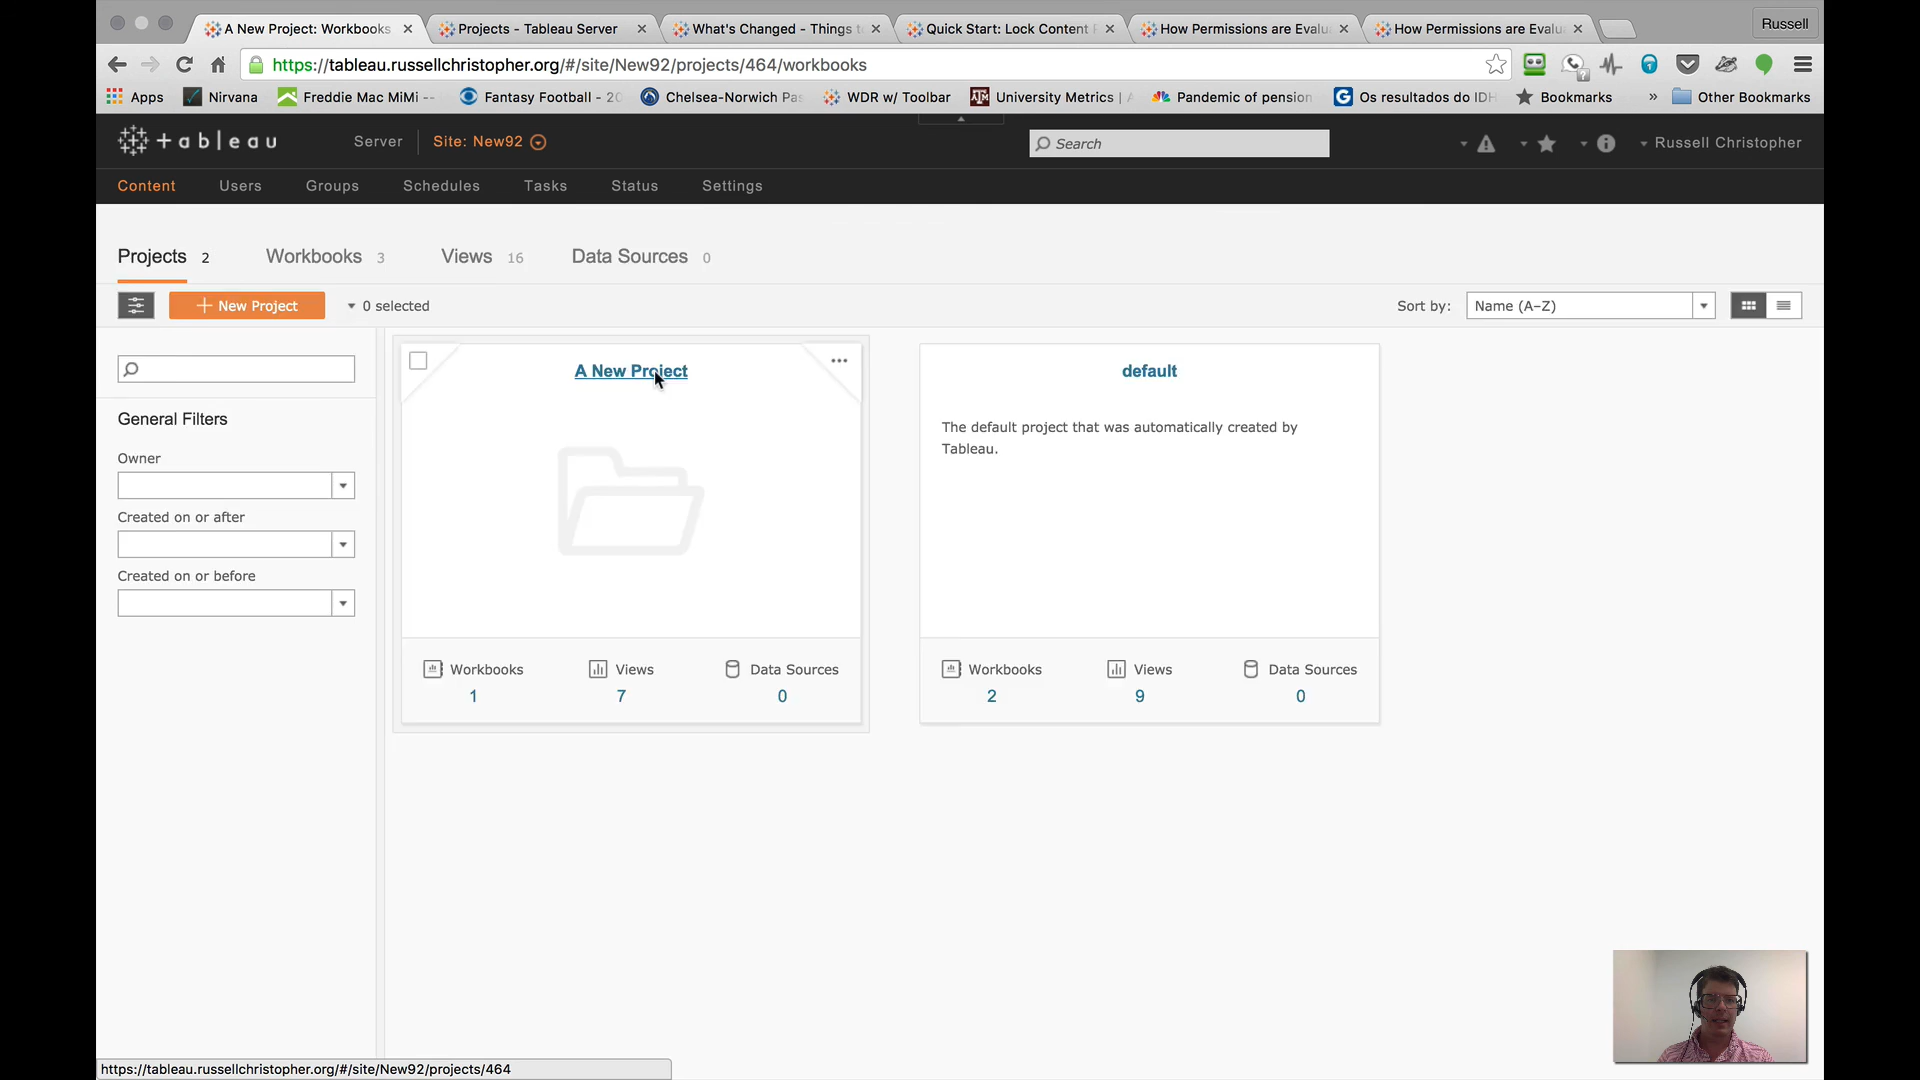 A New Project: Workbooks
Projects - Tableau Server
What's Changed - Things to
Quick Start: Lock Content P
How Permissions are Evalu
How Permissions are Evalu
Russell
https://tableau.russellchristopher.org/#/site/New92/projects/464/workbooks
Apps
Nirvana
Freddie Mac MiMi --
Fantasy Football - 20
Chelsea-Norwich Pas
WDR w/ Toolbar
University Metrics |
Pandemic of pension
Os resultados do IDH
Bookmarks
»
Other Bookmarks
+ a b l e a u
Server
Site: New92
Search
Russell Christopher
Content
Users
Groups
Schedules
Tasks
Status
Settings
Projects 2
Workbooks 3
Views 16
Data Sources 0
+ New Project
0 selected
Sort by:
Name (A–Z)
General Filters
Owner
Created on or after
Created on or before
A New Project
Workbooks
Views
Data Sources
1
7
0
default
The default project that was automatically created by
Tableau.
Workbooks
Views
Data Sources
2
9
0
https://tableau.russellchristopher.org/#/site/New92/projects/464